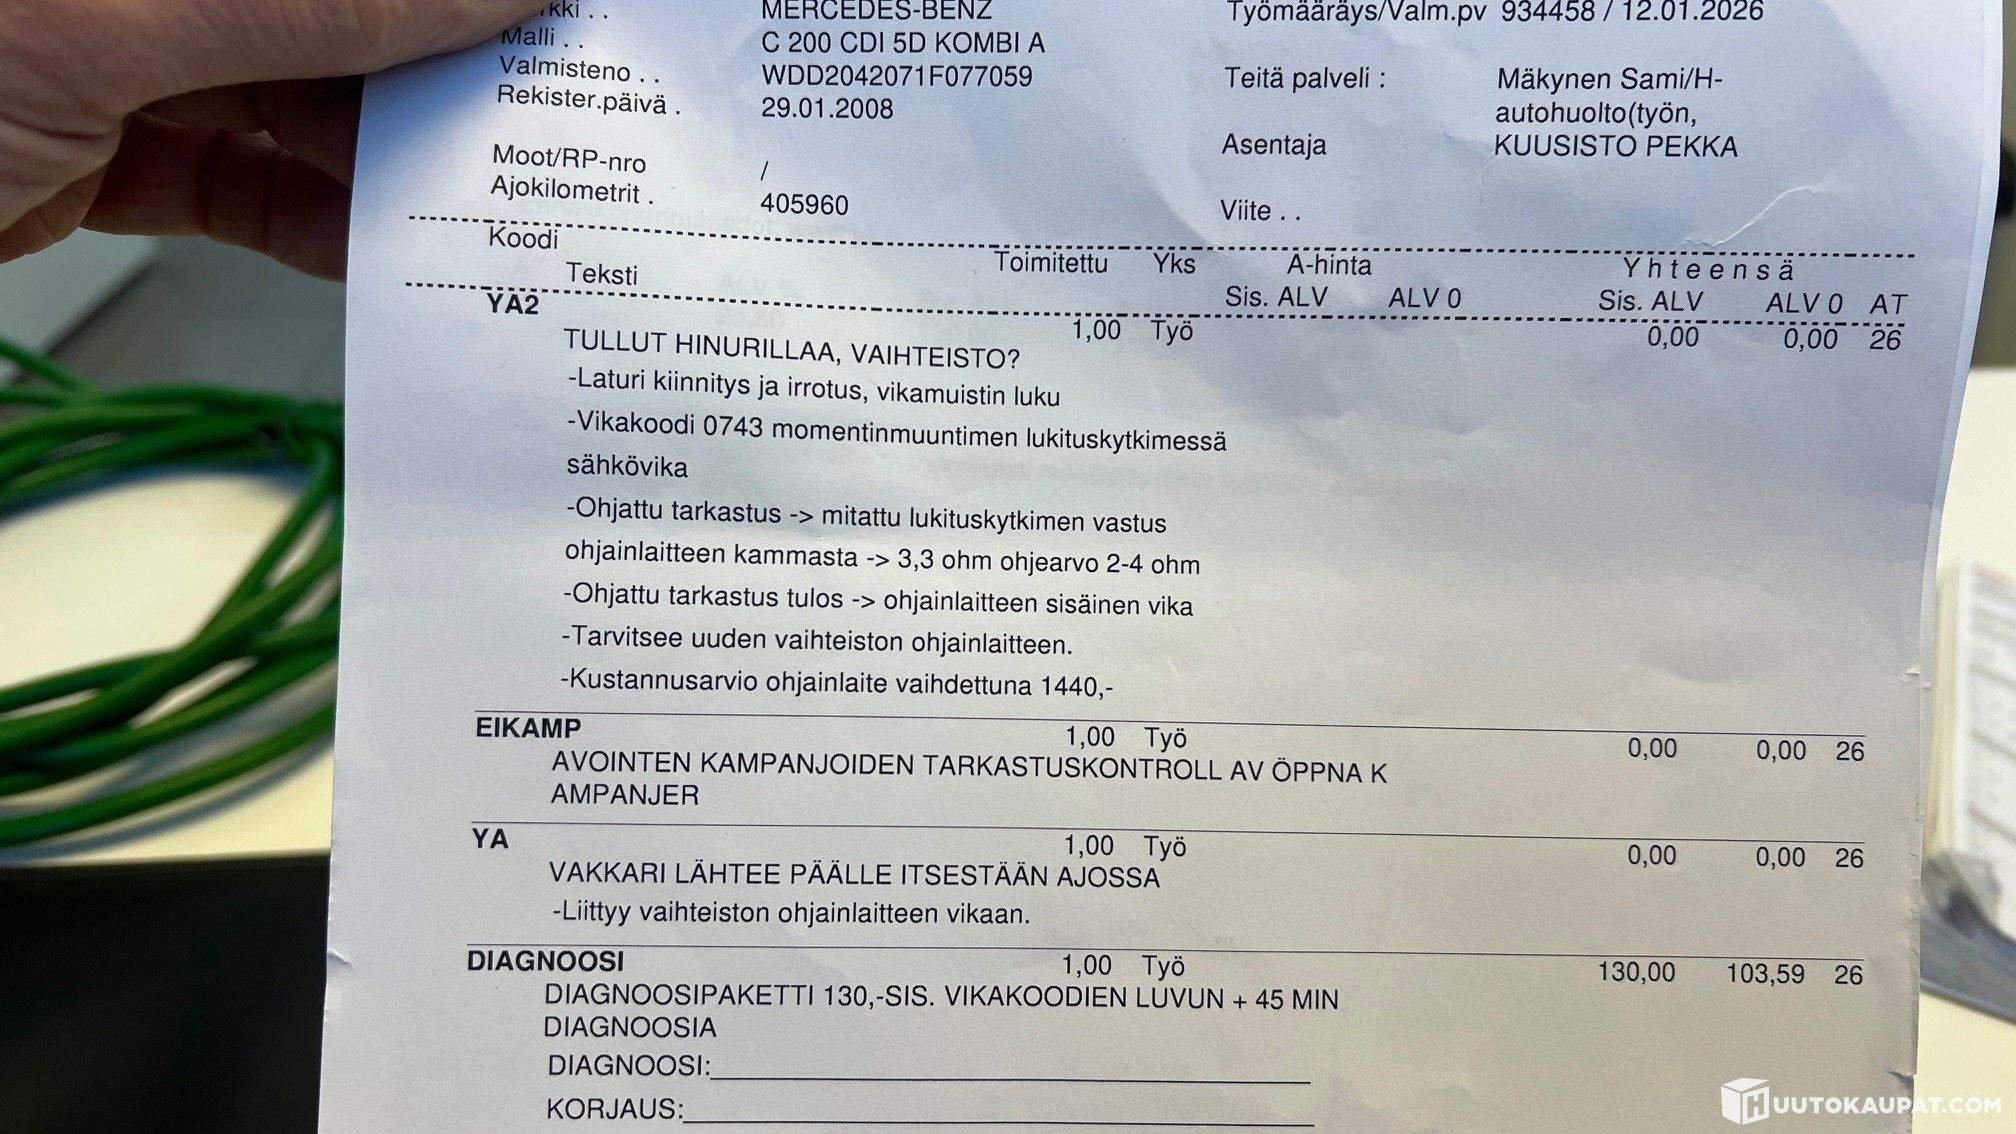 MERCEDES-BENZ
Malli . .
C 200 CDI 5D KOMBI A
Valmisteno . .
WDD2042071F077059
Rekister.päivä .
29.01.2008
Moot/RP-nro
/
Ajokilometrit .
405960
Työmääräys/Valm.pv 934458 / 12.01.2026
Teitä palveli :
Mäkynen Sami/H-
autohuolto(työn,
Asentaja
KUUSISTO PEKKA
Viite . .
Koodi
Teksti
Toimitettu Yks A-hinta Yhteensä
Sis. ALV ALV 0 Sis. ALV ALV 0 AT
YA2 1,00 Työ 0,00 0,00 26
TULLUT HINURILLAA, VAIHTEISTO?
-Laturi kiinnitys ja irrotus, vikamuistin luku
-Vikakoodi 0743 momentinmuuntimen lukituskytkimessä
sähkövika
-Ohjattu tarkastus -> mitattu lukituskytkimen vastus
ohjainlaitteen kammasta -> 3,3 ohm ohjearvo 2-4 ohm
-Ohjattu tarkastus tulos -> ohjainlaitteen sisäinen vika
-Tarvitsee uuden vaihteiston ohjainlaitteen.
-Kustannusarvio ohjainlaite vaihdettuna 1440,-
EIKAMP 1,00 Työ 0,00 0,00 26
AVOINTEN KAMPANJOIDEN TARKASTUSKONTROLL AV ÖPPNA K
AMPANJER
YA 1,00 Työ 0,00 0,00 26
VAKKARI LÄHTEE PÄÄLLE ITSESTÄÄN AJOSSA
-Liittyy vaihteiston ohjainlaitteen vikaan.
DIAGNOOSI 1,00 Työ 130,00 103,59 26
DIAGNOOSIPAKETTI 130,-SIS. VIKAKOODIEN LUVUN + 45 MIN
DIAGNOOSIA
DIAGNOOSI:
KORJAUS:
HUUTOKAUPAT.COM